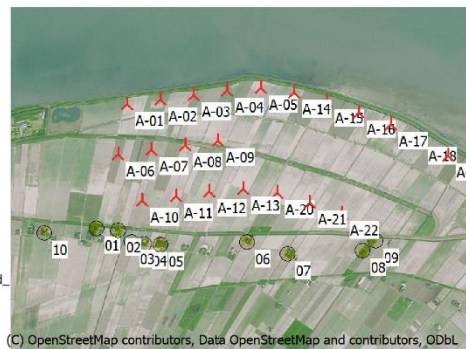 A-01
A-02
A-03
A-04
A-05
A-14
A-15
A-16
A-17
A-18
A-06
A-07
A-08
A-09
A-10
A-11
A-12
A-13
A-20
A-21
A-22
10
01
02
03
04
05
06
07
08
09
d_
(C) OpenStreetMap contributors, Data OpenStreetMap and contributors, ODbL